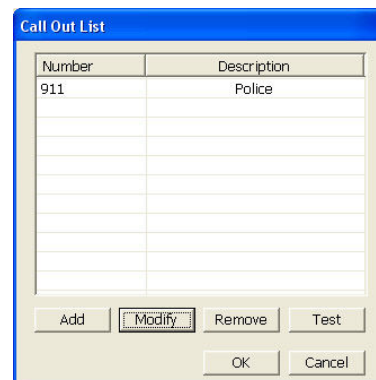 Call Out List
Number Description
911 Police
Add Modify Remove Test
OK Cancel